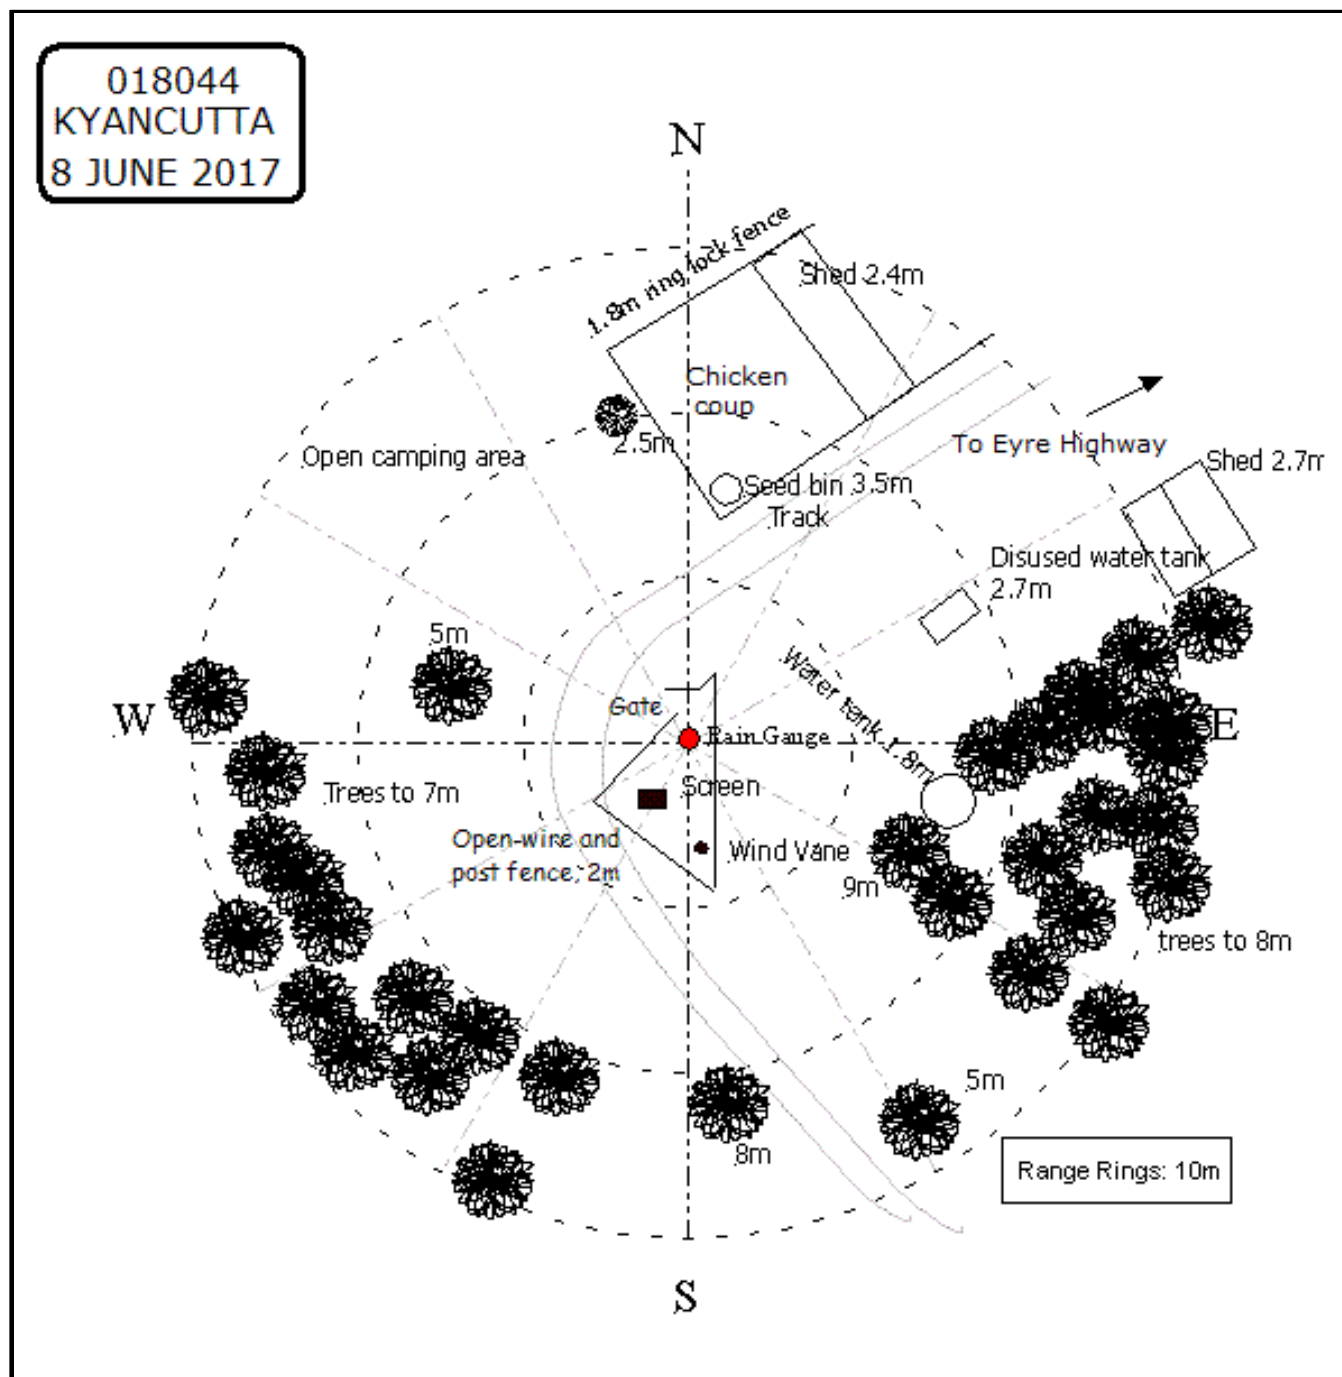 018044
KYANCUTTA
8 JUNE 2017
N
1.8m ring lock fence
Shed 2.4m
Chicken
coup
2.5m
To Eyre Highway
Open camping area
Shed 2.7m
Seed bin 3.5m
Track
Disused water tank
2.7m
5m
Water tank 1.8m
W
Gate
Rain Gauge
E
Trees to 7m
Screen
Open-wire and
post fence, 2m
Wind Vane
9m
trees to 8m
5m
8m
Range Rings: 10m
S